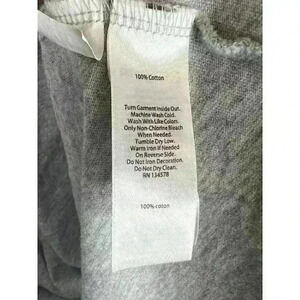 100% Cotton
Turn Garment Inside Out.
Machine Wash Cold.
Wash With Like Colors.
Only Non-Chlorine Bleach
When Needed.
Tumble Dry Low.
Warm Iron If Needed
On Reverse Side.
Do Not Iron Decoration.
Do Not Dry Clean.
RN 134578
100% coton